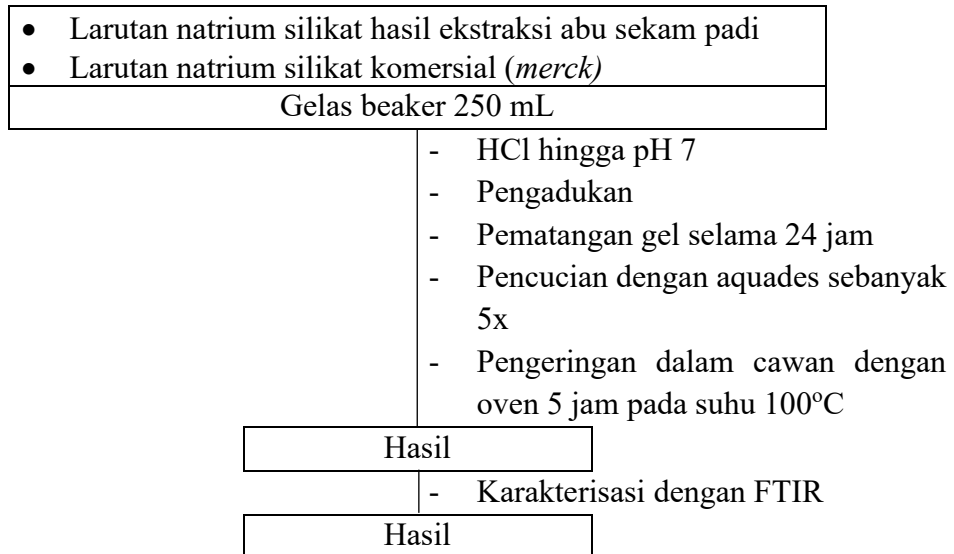 • Larutan natrium silikat hasil ekstraksi abu sekam padi
• Larutan natrium silikat komersial (merck)
Gelas beaker 250 mL
- HCl hingga pH 7
- Pengadukan
- Pematangan gel selama 24 jam
- Pencucian dengan aquades sebanyak
5x
- Pengeringan dalam cawan dengan
oven 5 jam pada suhu 100ºC
Hasil
- Karakterisasi dengan FTIR
Hasil